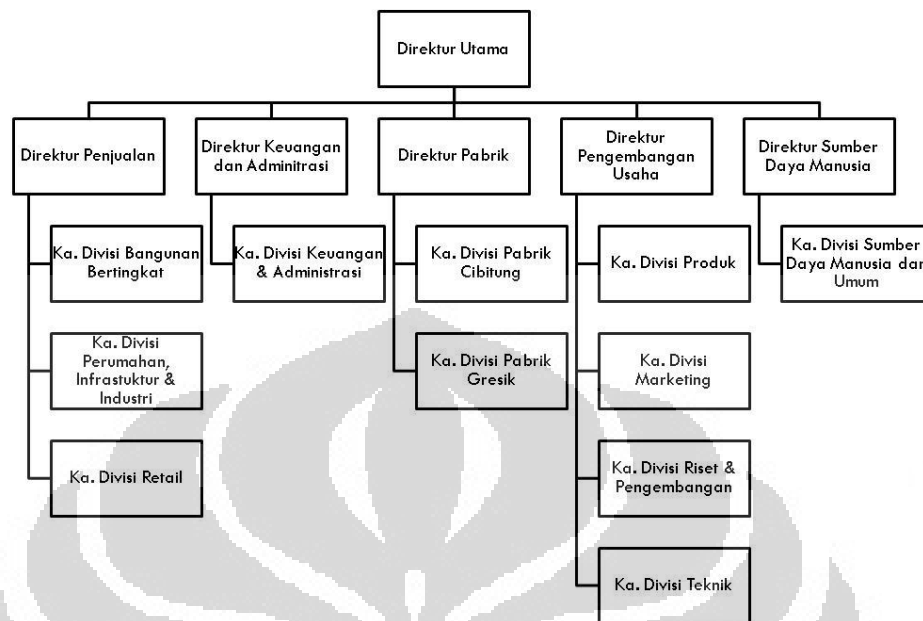 Direktur Utama
Direktur Penjualan
Direktur Keuangan
dan Adminitrasi
Direktur Pabrik
Direktur
Pengembangan
Usaha
Direktur Sumber
Daya Manusia
Ka. Divisi Bangunan
Bertingkat
Ka. Divisi
Perumahan,
Infrastuktur &
Industri
Ka. Divisi Retail
Ka. Divisi Keuangan
& Administrasi
Ka. Divisi Pabrik
Cibitung
Ka. Divisi Pabrik
Gresik
Ka. Divisi Produk
Ka. Divisi
Marketing
Ka. Divisi Riset &
Pengembangan
Ka. Divisi Teknik
Ka. Divisi Sumber
Daya Manusia dan
Umum